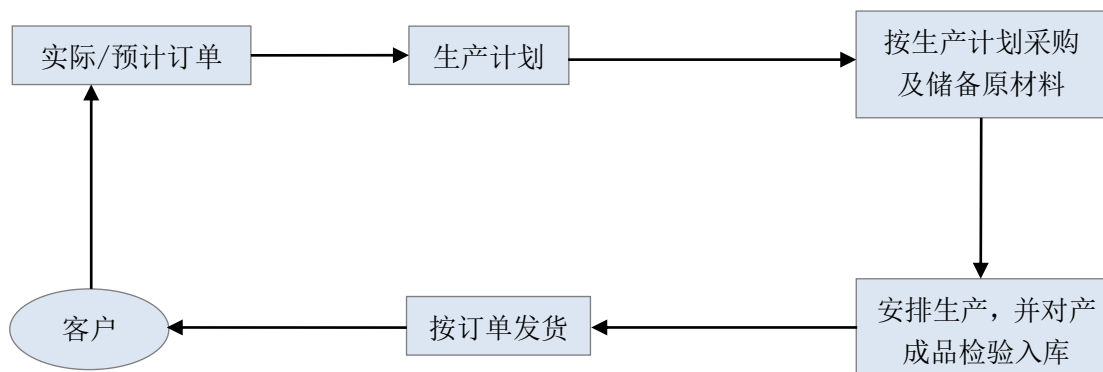 实际/预计订单
生产计划
按生产计划采购
及储备原材料
客户
按订单发货
安排生产，并对产
成品检验入库